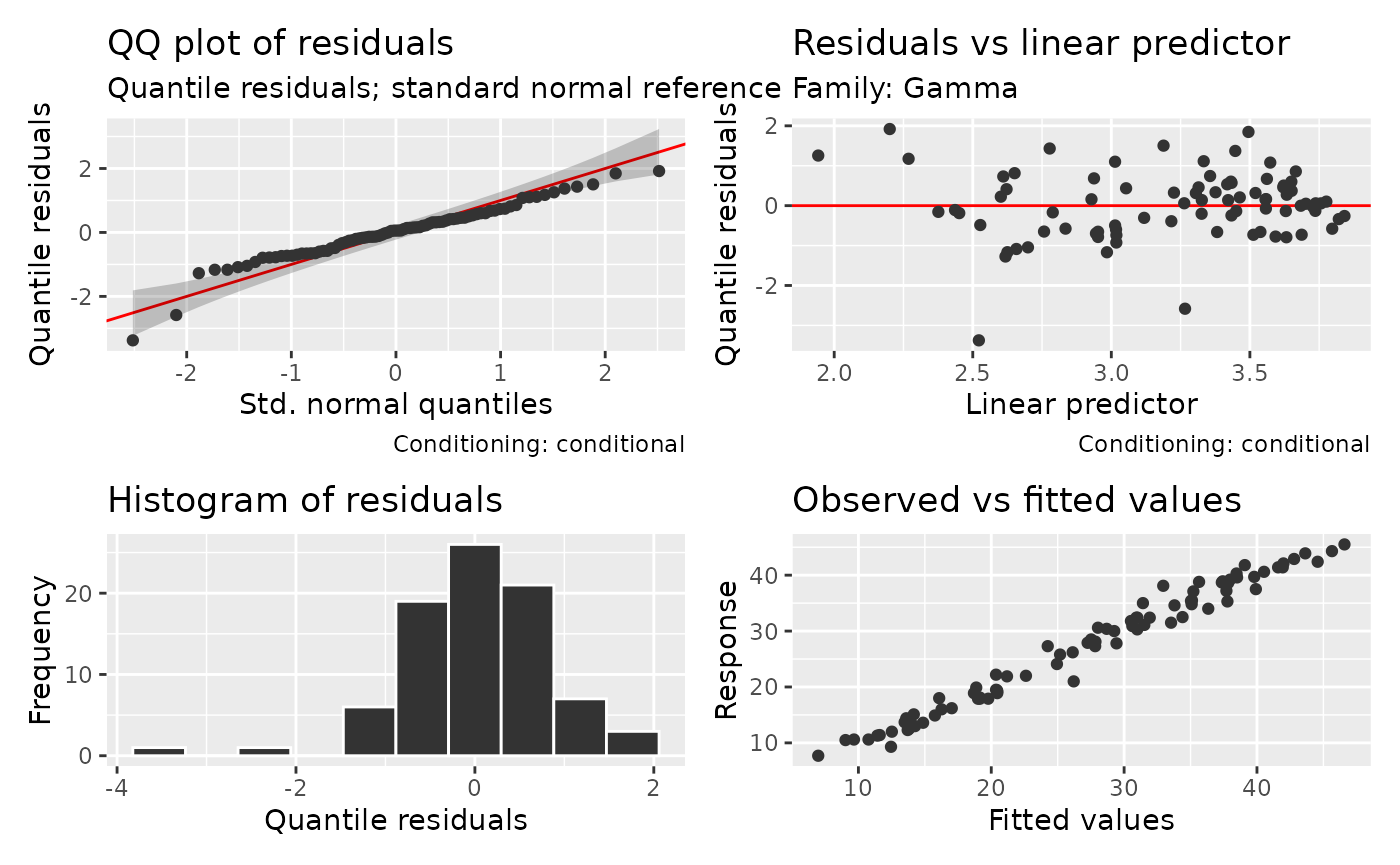 QQ plot of residuals
Quantile residuals; standard normal reference
Quantile residuals
2
0
-2
-2
-1
0
1
2
Std. normal quantiles
Conditioning: conditional
Residuals vs linear predictor
Family: Gamma
Quantile residuals
2
0
-2
2.0
2.5
3.0
3.5
Linear predictor
Conditioning: conditional
Histogram of residuals
Frequency
20
10
0
-4
-2
0
2
Quantile residuals
Observed vs fitted values
Response
40
30
20
10
10
20
30
40
Fitted values